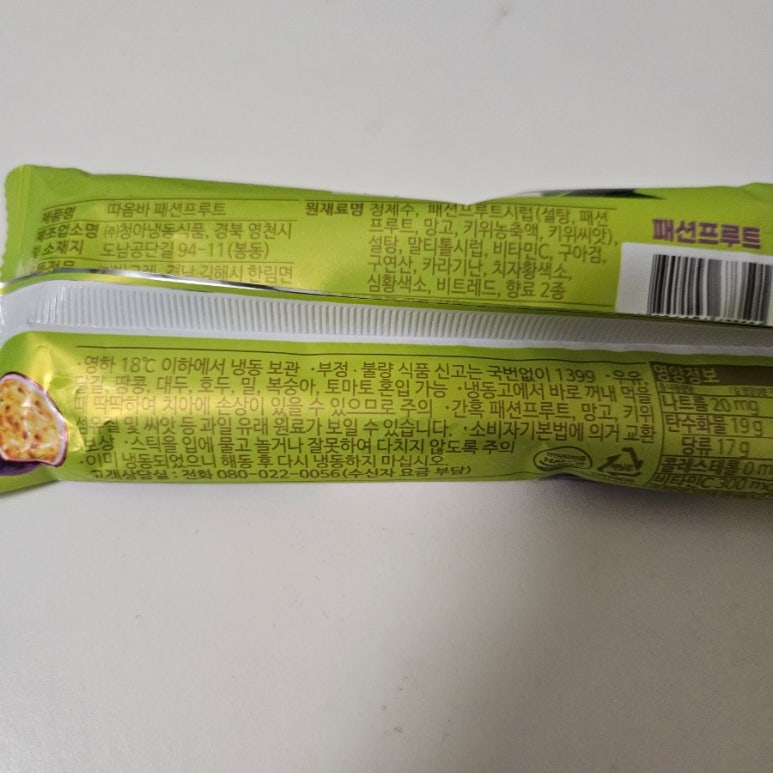 제품명 따옴바 패션프루트
제조업소명 ㈜청아냉동식품, 경북 영천시
및 소재지 도남공단길 94-11(봉동)
경남 김해시 한림면
원재료명 정제수, 패션프루트시럽(설탕, 패션
프루트, 망고, 키위농축액, 키위씨앗),
설탕, 말티톨시럽, 비타민C, 구아검,
구연산, 카라기난, 치자황색소,
심황색소, 비트레드, 향료 2종
패션프루트
·영하 18℃ 이하에서 냉동 보관 ·부정·불량 식품 신고는 국번없이 1399 ·우유,
땅콩, 대두, 호두, 밀, 복숭아, 토마토 혼입 가능 ·냉동고에서 바로 꺼내 먹을
때 딱딱하여 치아에 손상이 있을 수 있으므로 주의 ·간혹 패션프루트, 망고, 키위
및 씨앗 등 과일 유래 원료가 보일 수 있습니다. ·소비자기본법에 의거 교환
보상 ·스틱을 입에 물고 놀거나 잘못하여 다치지 않도록 주의
·이미 냉동되었으니 해동 후 다시 냉동하지 마십시오
고객상담실 : 전화 080-022-0056(수신자 요금 부담)
영양정보
나트륨 20 mg
탄수화물 19 g
당류 17 g
콜레스테롤 0 m
비타민C 300 mg